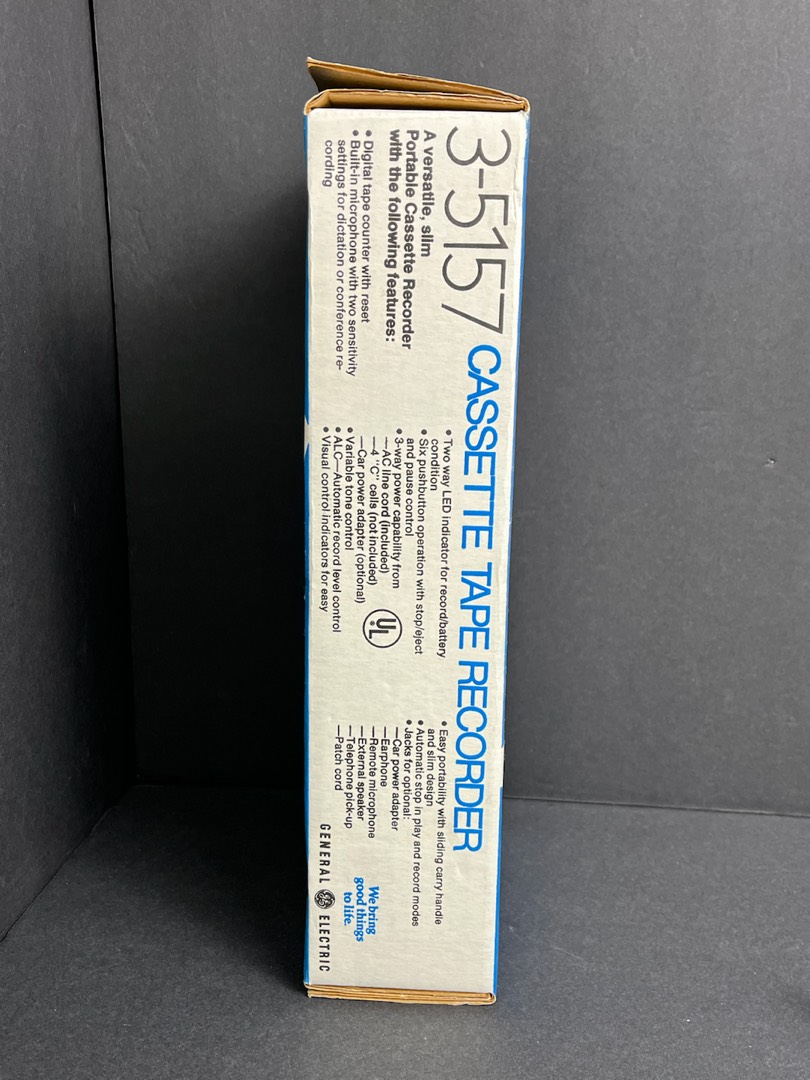 3-5157 CASSETTE TAPE RECORDER
A versatile, slim
Portable Cassette Recorder
with the following features:
• Digital tape counter with reset
• Built-in microphone with two sensitivity
settings for dictation or conference re-
cording
• Two way LED indicator for record/battery
condition
• Six pushbutton operation with stop/eject
and pause control
• 3-way power capability from
—AC line cord (included)
—4 "C" cells (not included)
—Car power adapter (optional)
• Variable tone control
• ALC—Automatic record level control
• Visual control indicators for easy
UL
• Easy portability with sliding carry handle
and slim design
• Automatic stop in play and record modes
• Jacks for optional:
—Car power adapter
—Earphone
—Remote microphone
—External speaker
—Telephone pick-up
—Patch cord
We bring
good things
to life.
GENERAL GE ELECTRIC